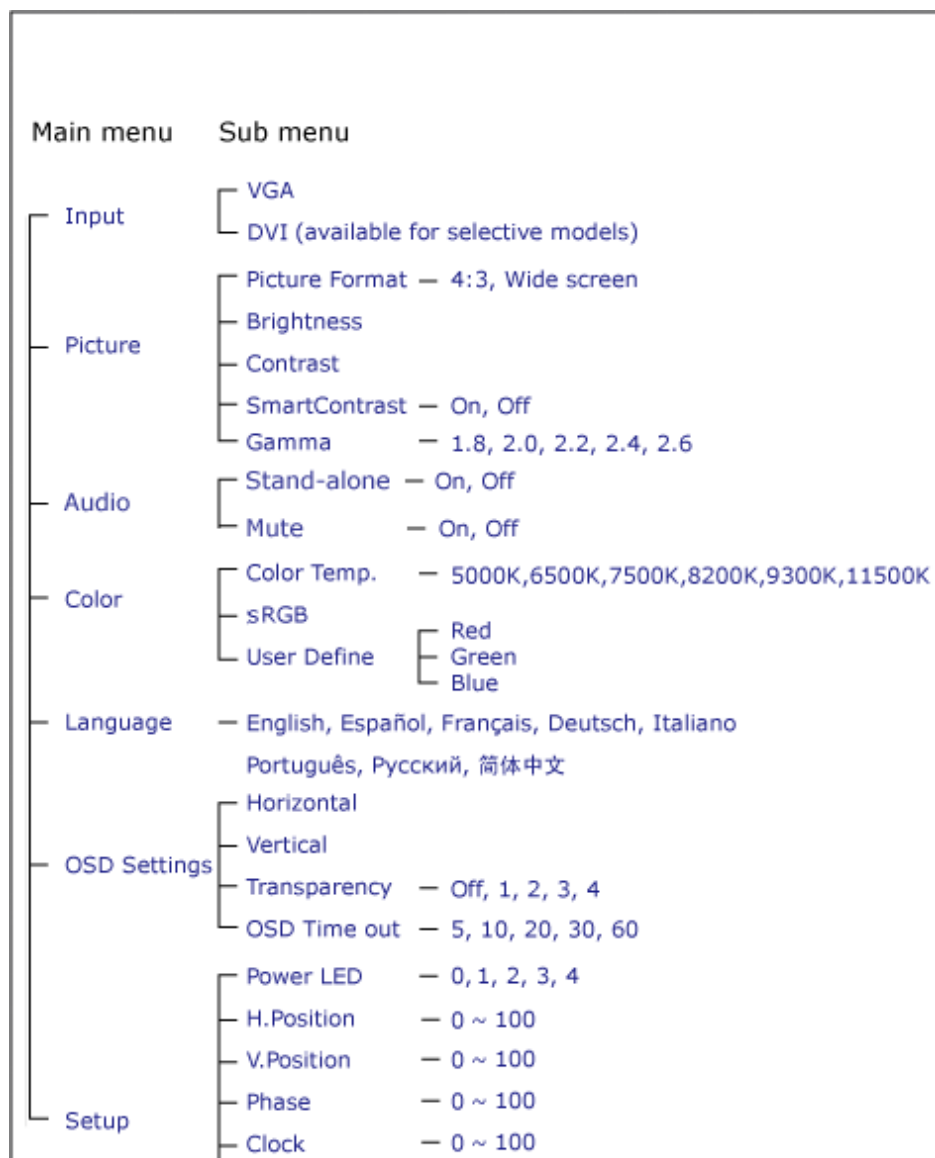 Main menu Sub menu
VGA
Input
DVI (available for selective models)
Picture Format — 4:3, Wide screen
Brightness
Picture
Contrast
SmartContrast — On, Off
Gamma — 1.8, 2.0, 2.2, 2.4, 2.6
Stand-alone — On, Off
Audio
Mute — On, Off
Color Temp. — 5000K,6500K,7500K,8200K,9300K,11500K
Color
sRGB
Red
User Define Green
Blue
Language — English, Español, Français, Deutsch, Italiano
Português, Русский, 简体中文
Horizontal
Vertical
OSD Settings
Transparency — Off, 1, 2, 3, 4
OSD Time out — 5, 10, 20, 30, 60
Power LED — 0, 1, 2, 3, 4
H.Position — 0 ~ 100
V.Position — 0 ~ 100
Phase — 0 ~ 100
Setup
Clock — 0 ~ 100